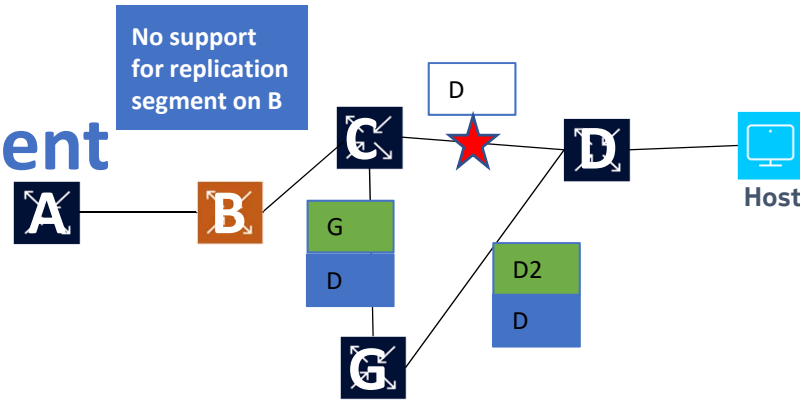 No support
for replication
segment on B
ent
D
C
D
A
B
Host
G
D
D2
D
G